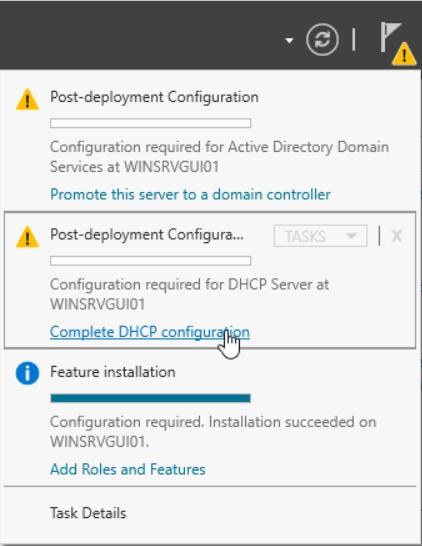 Post-deployment Configuration
Configuration required for Active Directory Domain
Services at WINSRVGUI01
Promote this server to a domain controller
Post-deployment Configura... TASKS X
Configuration required for DHCP Server at
WINSRVGUI01
Complete DHCP configuration
Feature installation
Configuration required. Installation succeeded on
WINSRVGUI01.
Add Roles and Features
Task Details